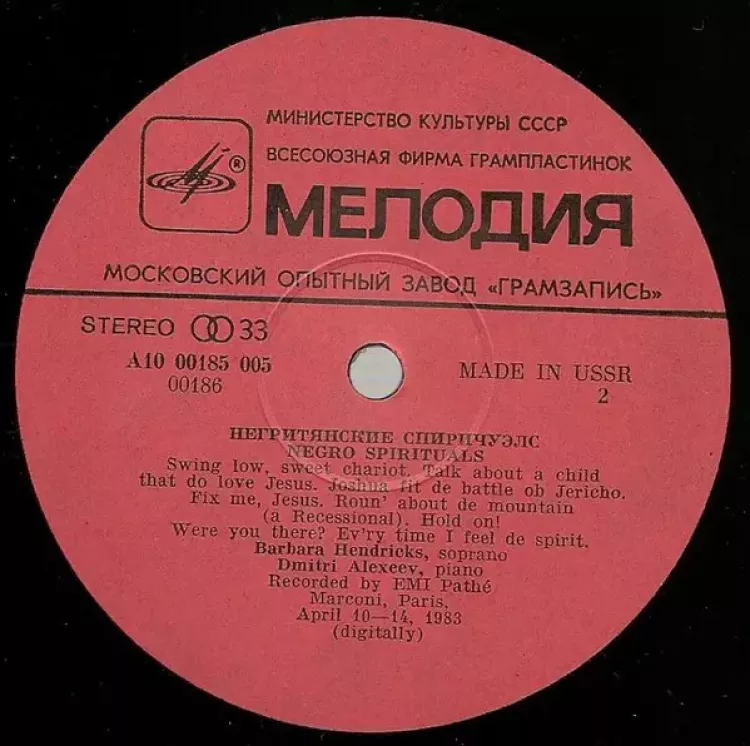 МИНИСТЕРСТВО КУЛЬТУРЫ СССР
ВСЕСОЮЗНАЯ ФИРМА ГРАМПЛАСТИНОК
®
МЕЛОДИЯ
МОСКОВСКИЙ ОПЫТНЫЙ ЗАВОД «ГРАМЗАПИСЬ»
STEREO 33
А10 00185 005
00186
MADE IN USSR
2
НЕГРИТЯНСКИЕ СПИРИЧУЭЛС
NEGRO SPIRITUALS
Swing low, sweet chariot. Talk about a child
that do love Jesus. Joshua fit de battle ob Jericho.
Fix me, Jesus. Roun' about de mountain
(a Recessional). Hold on!
Were you there? Ev'ry time I feel de spirit.
Barbara Hendricks, soprano
Dmitri Alexeev, piano
Recorded by EMI Pathé
Marconi, Paris,
April 10—14, 1983
(digitally)